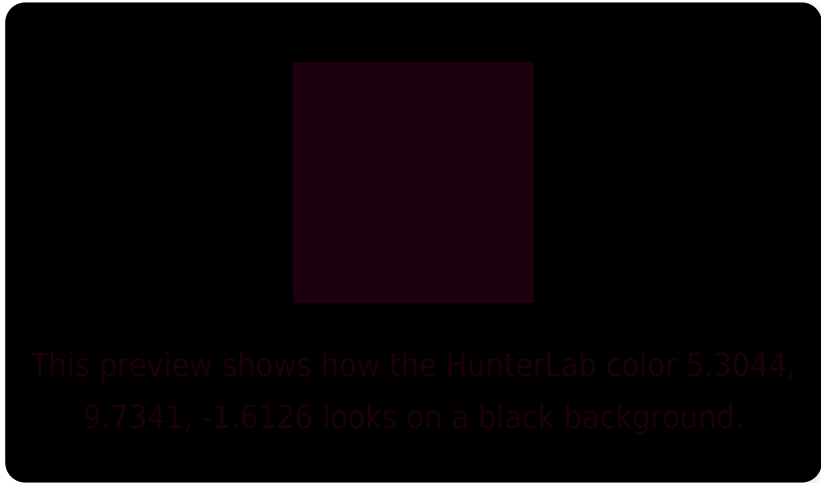 This preview shows how the HunterLab color 5.3044,
9.7341, -1.6126 looks on a black background.